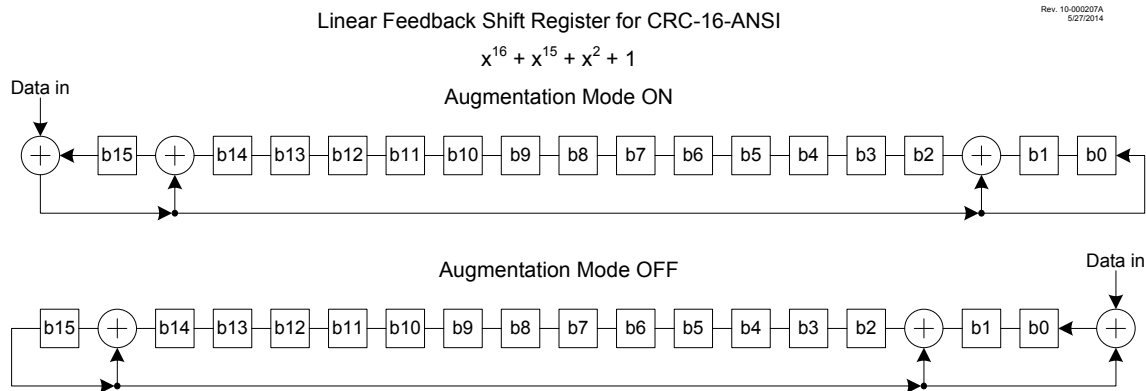 Linear Feedback Shift Register for CRC-16-ANSI
Rev. 10-000207A
5/27/2014
x^16 + x^15 + x^2 + 1
Augmentation Mode ON
Data in
+ b15 + b14 b13 b12 b11 b10 b9 b8 b7 b6 b5 b4 b3 b2 + b1 b0
Augmentation Mode OFF
Data in
b15 + b14 b13 b12 b11 b10 b9 b8 b7 b6 b5 b4 b3 b2 + b1 b0 +